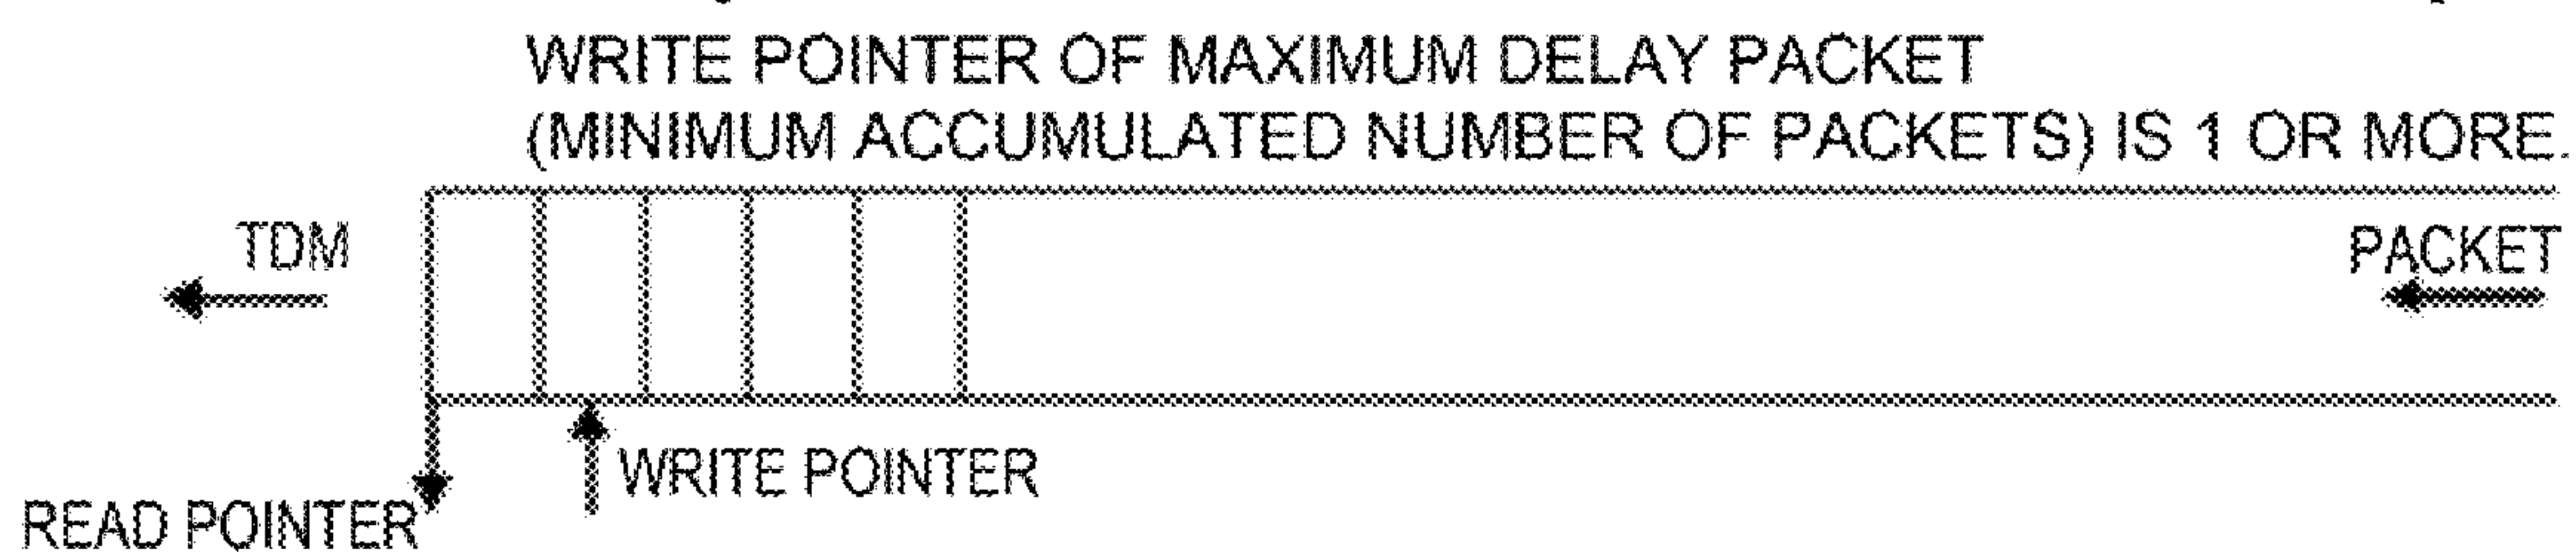 WRITE POINTER OF MAXIMUM DELAY PACKET
(MINIMUM ACCUMULATED NUMBER OF PACKETS) IS 1 OR MORE.
TDM
PACKET
WRITE POINTER
READ POINTER